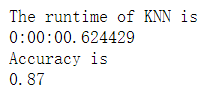 The runtime of KNN is
0:00:00.624429
Accuracy is
0.87